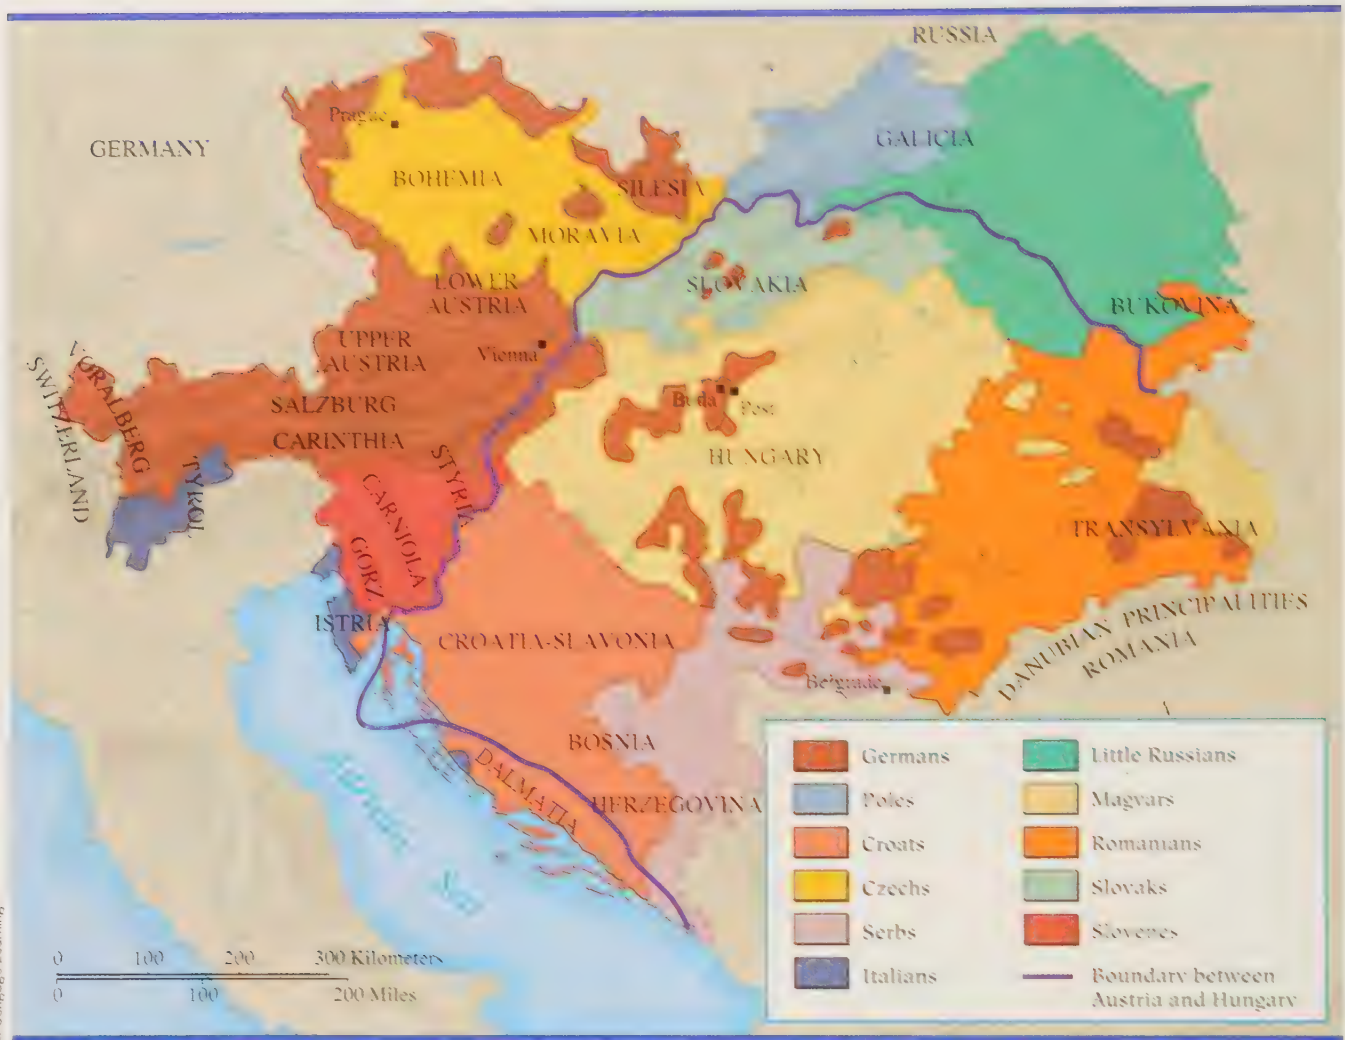 RUSSIA
Prague
GERMANY
GALICIA
BOHEMIA
SILESIA
MORAVIA
LOWER
AUSTRIA
SLOVAKIA
BUKOVINA
UPPER
AUSTRIA
Vienna
SWITZERLAND
VORALBERG
SALZBURG
Buda
Pest
CARINTHIA
TYROL
STYRIA
HUNGARY
CARNIOLA
GORZ
TRANSYLVANIA
ISTRIA
CROATIA-SLAVONIA
DANUBIAN PRINCIPALITIES
ROMANIA
Belgrade
BOSNIA
DALMATIA
HERZEGOVINA
Adriatic
Sea
Germans
Poles
Croats
Czechs
Serbs
Italians
Little Russians
Magyars
Romanians
Slovaks
Slovenes
Boundary between
Austria and Hungary
0 100 200 300 Kilometers
0 100 200 Miles